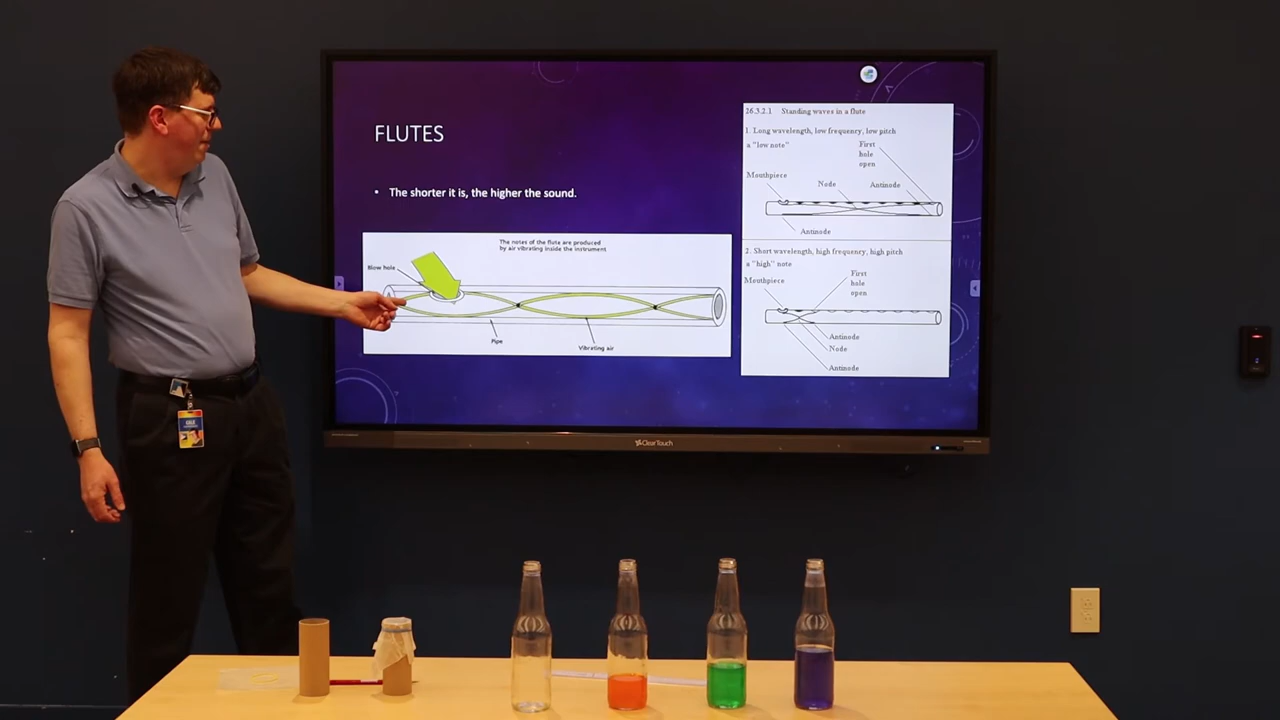 FLUTES
• The shorter it is, the higher the sound.
The notes of the flute are produced
by air vibrating inside the instrument
Blow hole
Pipe
Vibrating air
26.3.2.1 Standing waves in a flute
1. Long wavelength, low frequency, low pitch
a "low note"
First
hole
open
Mouthpiece
Node
Antinode
Antinode
2. Short wavelength, high frequency, high pitch
a "high" note
First
hole
open
Mouthpiece
Antinode
Node
Antinode
ClearTouch